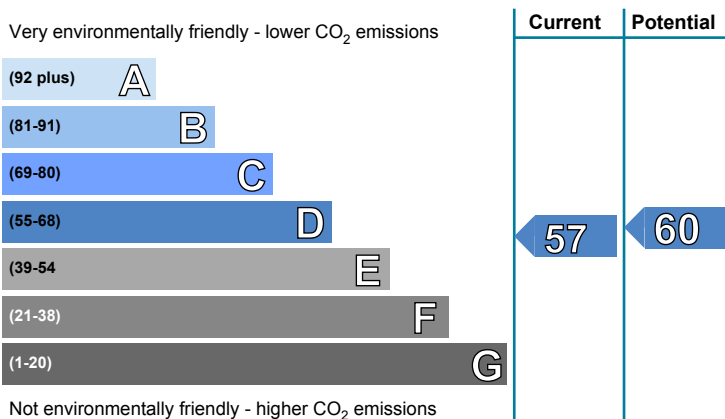 Current Potential
Very environmentally friendly - lower CO2 emissions
(92 plus) A
(81-91) B
(69-80) C
(55-68) D
57 60
(39-54 E
(21-38) F
(1-20) G
Not environmentally friendly - higher CO2 emissions